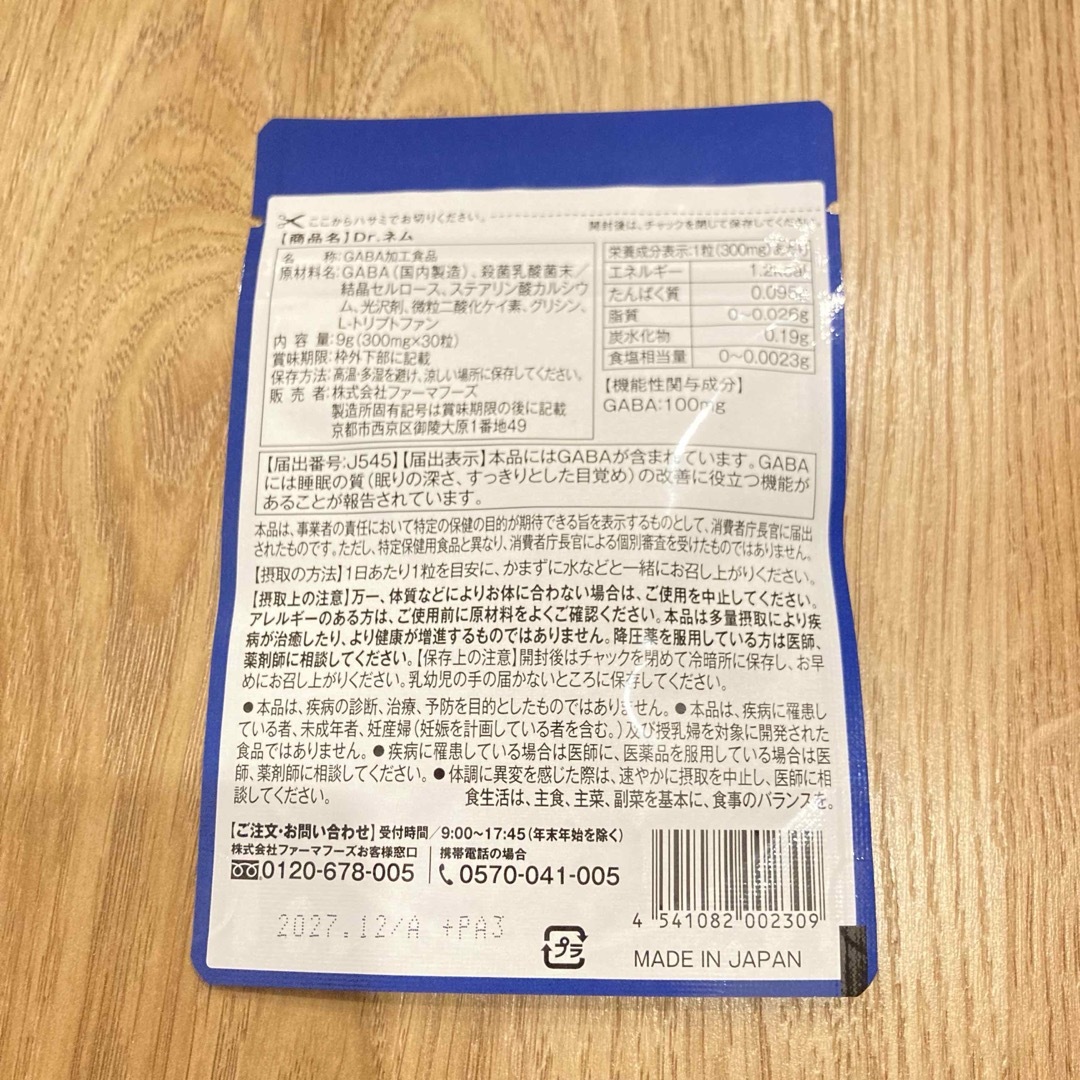 ここからハサミでお切りください。
開封後は、チャックを閉じて保存してください。
【商品名】Dr.ネム
名　　称:GABA加工食品
原材料名:GABA(国内製造)、殺菌乳酸菌末／
結晶セルロース、ステアリン酸カルシウ
ム、光沢剤、微粒二酸化ケイ素、グリシン、
L-トリプトファン
内 容 量:9g(300mg×30粒)
賞味期限:枠外下部に記載
保存方法:高温・多湿を避け、涼しい場所に保存してください。
販 売 者:株式会社ファーマフーズ
製造所固有記号は賞味期限の後に記載
京都市西京区御陵大原1番地49
栄養成分表示:1粒(300mg)あたり
エネルギー 1.2kcal
たんぱく質 0.095g
脂質 0～0.026g
炭水化物 0.19g
食塩相当量 0～0.0023g
【機能性関与成分】
GABA:100mg
【届出番号:J545】【届出表示】本品にはGABAが含まれています。GABA
には睡眠の質(眠りの深さ、すっきりとした目覚め)の改善に役立つ機能が
あることが報告されています。
本品は、事業者の責任において特定の保健の目的が期待できる旨を表示するものとして、消費者庁長官に届出
されたものです。ただし、特定保健用食品と異なり、消費者庁長官による個別審査を受けたものではありません。
【摂取の方法】1日あたり1粒を目安に、かまずに水などと一緒にお召し上がりください。
【摂取上の注意】万一、体質などによりお体に合わない場合は、ご使用を中止してください。
アレルギーのある方は、ご使用前に原材料をよくご確認ください。本品は多量摂取により疾
病が治癒したり、より健康が増進するものではありません。降圧薬を服用している方は医師、
薬剤師に相談してください。【保存上の注意】開封後はチャックを閉めて冷暗所に保存し、お早
めにお召し上がりください。乳幼児の手の届かないところに保存してください。
●本品は、疾病の診断、治療、予防を目的としたものではありません。●本品は、疾病に罹患し
ている者、未成年者、妊産婦(妊娠を計画している者を含む。)及び授乳婦を対象に開発された
食品ではありません。●疾病に罹患している場合は医師に、医薬品を服用している場合は医
師、薬剤師に相談してください。●体調に異変を感じた際は、速やかに摂取を中止し、医師に相
談してください。
食生活は、主食、主菜、副菜を基本に、食事のバランスを。
【ご注文・お問い合わせ】受付時間／9:00～17:45(年末年始を除く)
株式会社ファーマフーズお客様窓口
0120-678-005
携帯電話の場合
0570-041-005
4 541082 002309
2027.12/A +PA3
プラ
MADE IN JAPAN